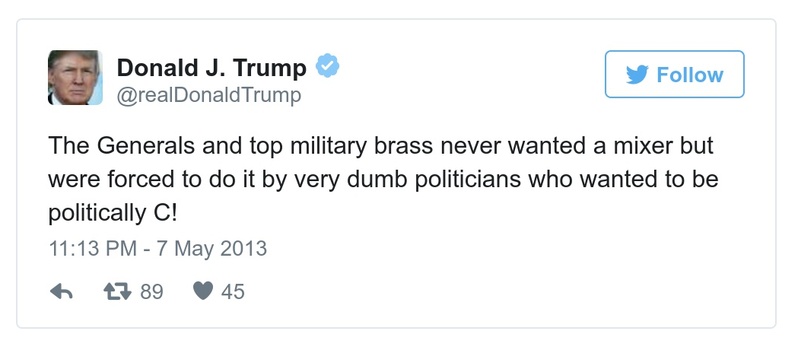 Donald J. Trump
@realDonaldTrump
Follow
The Generals and top military brass never wanted a mixer but
were forced to do it by very dumb politicians who wanted to be
politically C!
11:13 PM - 7 May 2013
89 45